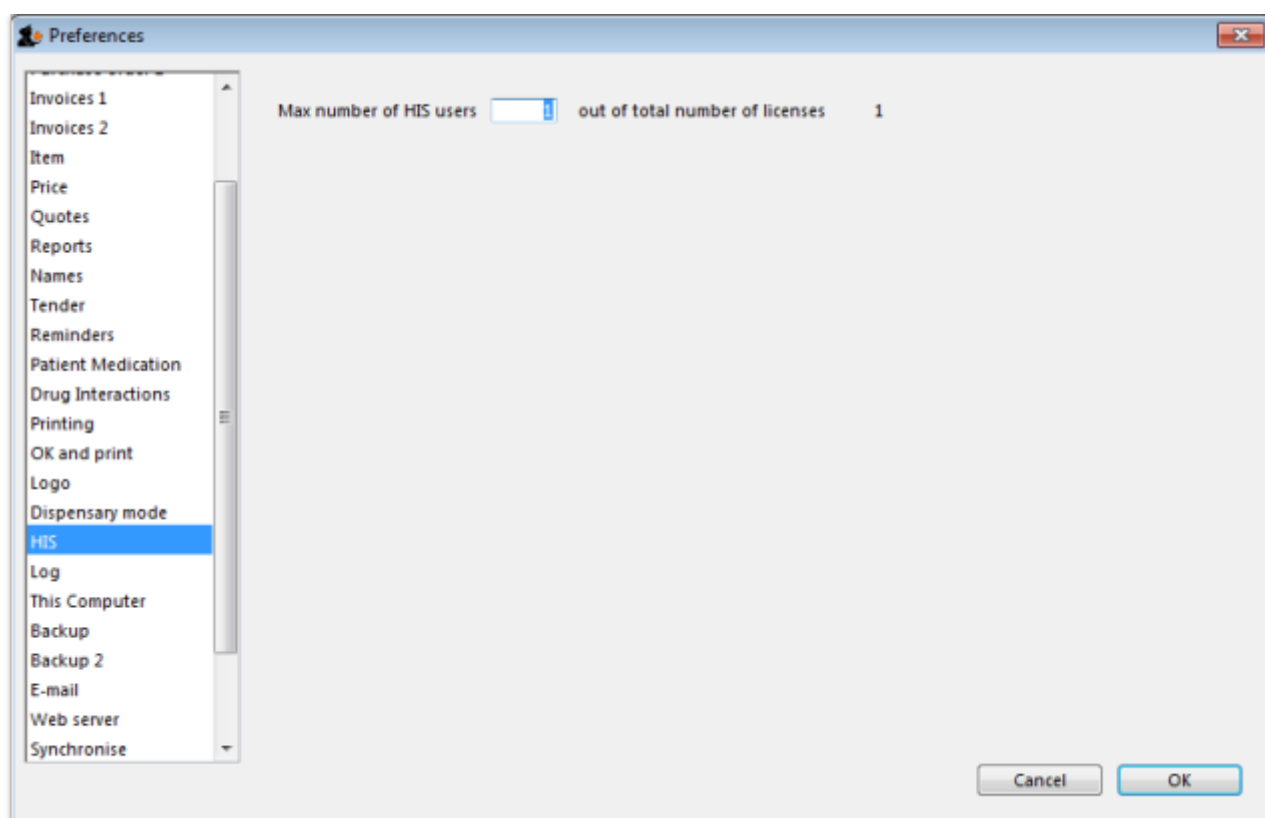 Preferences
Invoices 1
Invoices 2
Item
Price
Quotes
Reports
Names
Tender
Reminders
Patient Medication
Drug Interactions
Printing
OK and print
Logo
Dispensary mode
HIS
Log
This Computer
Backup
Backup 2
E-mail
Web server
Synchronise
Max number of HIS users 1 out of total number of licenses 1
Cancel OK